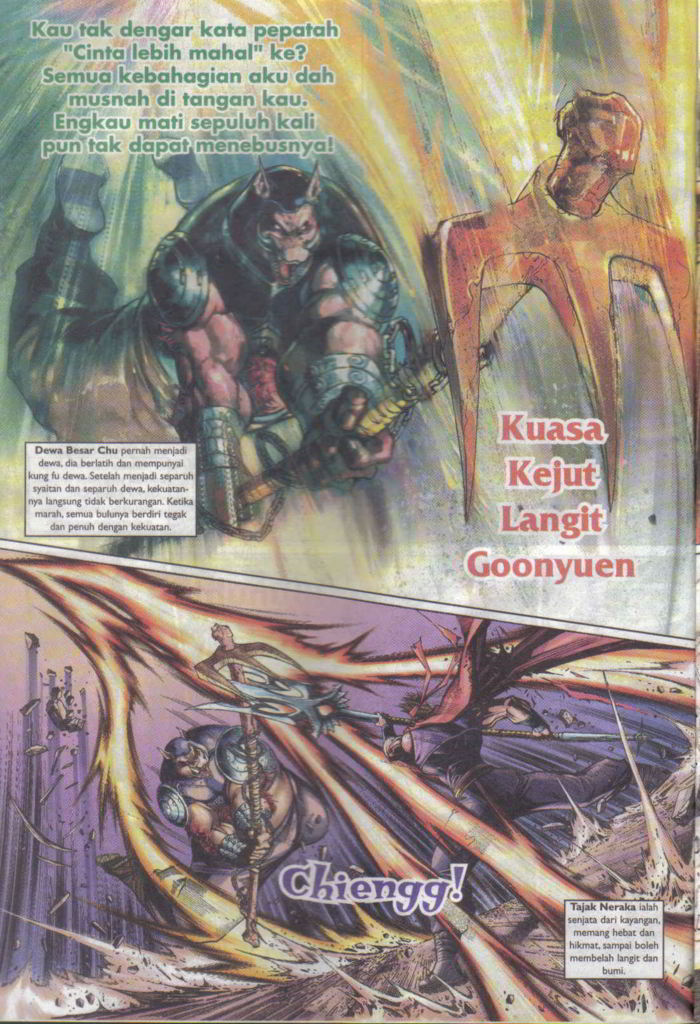 Kau tak dengar kata pepatah
"Cinta lebih mahal" ke?
Semua kebahagian aku dah
musnah di tangan kau.
Engkau mati sepuluh kali
pun tak dapat menebusnya!
Dewa Besar Chu pernah menjadi
dewa, dia berlatih dan mempunyai
kung fu dewa. Setelah menjadi separuh
syaitan dan separuh dewa, kekuatan-
nya langsung tidak berkurangan. Ketika
marah, semua bulunya berdiri tegak
dan penuh dengan kekuatan.
Kuasa
Kejut
Langit
Goonyuen
Chiengg!
Tajak Neraka ialah
senjata dari kayangan,
memang hebat dan
hikmat, sampai boleh
membelah langit dan
bumi.